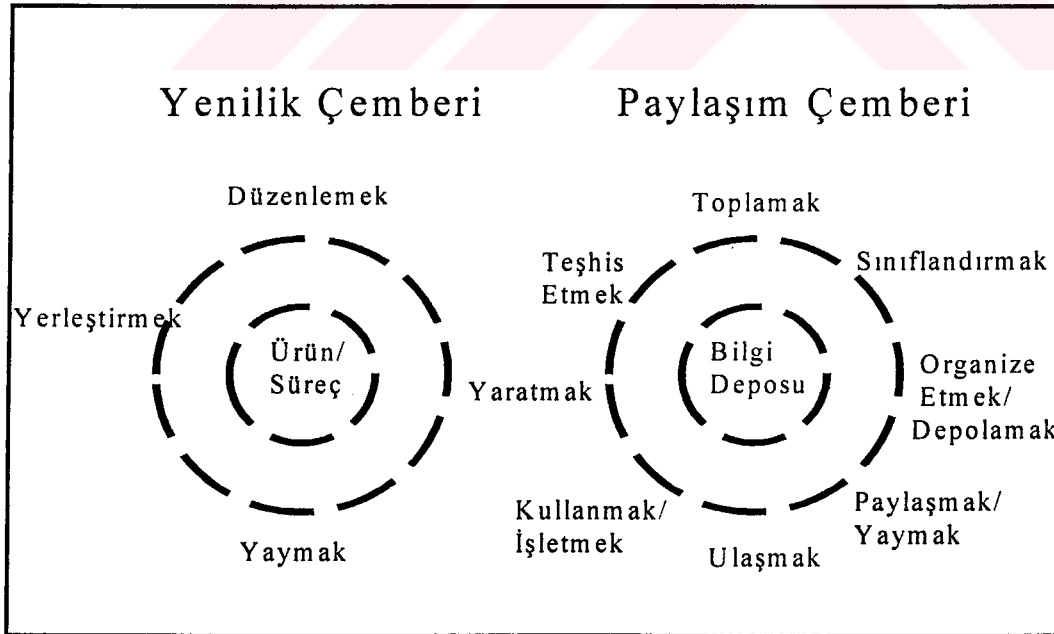 Yenilik Çemberi
Düzenlemek
Yerleştirmek
Ürün/
Süreç
Yaratmak
Yaymak
Paylaşım Çemberi
Toplamak
Teşhis
Etmek
Sınıflandırmak
Bilgi
Deposu
Organize
Etmek/
Depolamak
Kullanmak/
İşletmek
Ulaşmak
Paylaşmak/
Yaymak